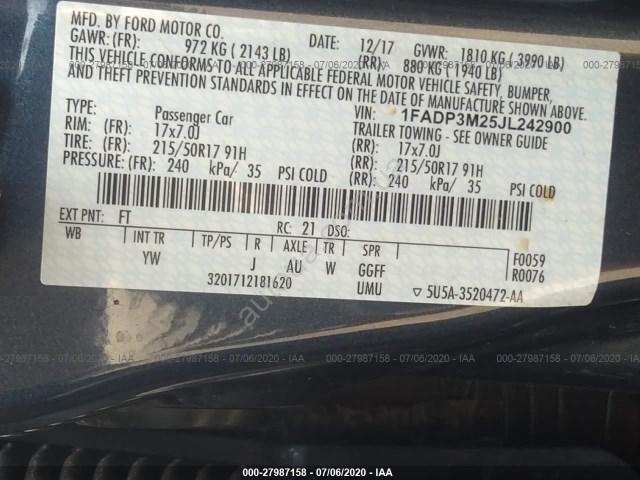 MFD. BY FORD MOTOR CO.
DATE: 12/17 GVWR: 1810 KG ( 3990 LB)
GAWR: (FR): 972 KG ( 2143 LB) (RR): 880 KG ( 1940 LB)
THIS VEHICLE CONFORMS TO ALL APPLICABLE FEDERAL MOTOR VEHICLE SAFETY, BUMPER,
AND THEFT PREVENTION STANDARDS IN EFFECT ON THE DATE OF MANUFACTURE SHOWN ABOVE.
VIN: 1FADP3M25JL242900
TYPE: Passenger Car TRAILER TOWING - SEE OWNER GUIDE
RIM: (FR): 17x7.0J (RR): 17x7.0J
TIRE: (FR): 215/50R17 91H (RR): 215/50R17 91H
PRESSURE: (FR): 240 kPa/ 35 PSI COLD (RR): 240 kPa/ 35 PSI COLD
EXT PNT: FT RC: 21 DSO:
WB INT TR TP/PS R AXLE TR SPR
YW J AU W GGFF
UMU
F0059
R0076
3201712181620
▽ 5U5A-3520472-AA
000-27987158 - 07/06/2020 - IAA